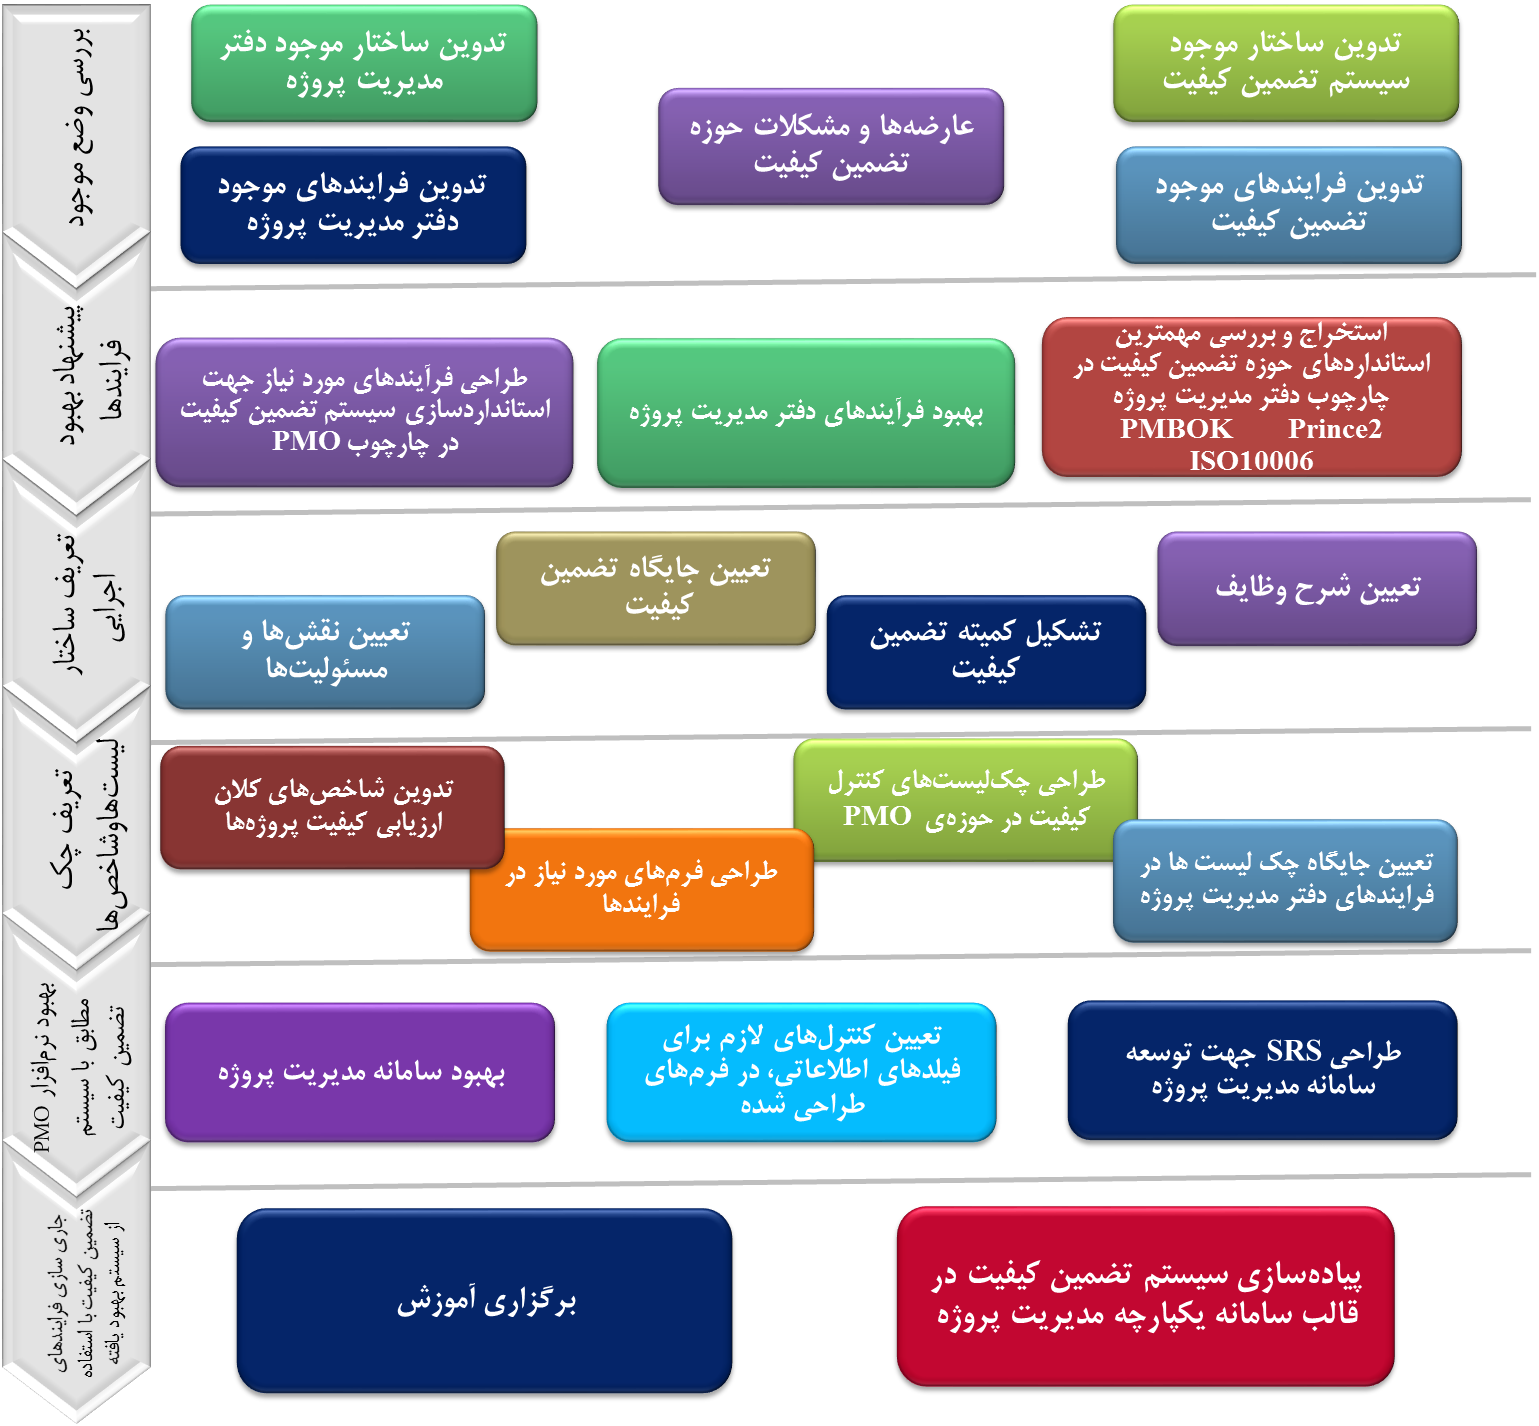 بررسی وضع موجود
تدوین ساختار موجود
سیستم تضمین کیفیت
تدوین فرایندهای موجود
تضمین کیفیت
عارضه‌ها و مشکلات حوزه
تضمین کیفیت
تدوین ساختار موجود دفتر
مدیریت پروژه
تدوین فرایندهای موجود
دفتر مدیریت پروژه
پیشنهاد بهبود
فرایندها
استخراج و بررسی مهمترین
استانداردهای حوزه تضمین کیفیت در
چارچوب دفتر مدیریت پروژه
PMBOK Prince2
ISO10006
بهبود فرآیندهای دفتر مدیریت پروژه
طراحی فرآیندهای مورد نیاز جهت
استانداردسازی سیستم تضمین کیفیت
در چارچوب PMO
تعریف ساختار
اجرایی
تعیین شرح وظایف
تشکیل کمیته تضمین
کیفیت
تعیین جایگاه تضمین
کیفیت
تعیین نقش‌ها و
مسئولیت‌ها
تعریف چک
لیست‌هاوشاخص‌ها
تعیین جایگاه چک لیست ها در
فرایندهای دفتر مدیریت پروژه
طراحی چک‌لیست‌های کنترل
کیفیت در حوزه‌ی PMO
طراحی فرم‌های مورد نیاز در
فرایندها
تدوین شاخص‌های کلان
ارزیابی کیفیت پروژه‌ها
بهبود نرم‌افزار PMO
مطابق با سیستم
تضمین کیفیت
طراحی SRS جهت توسعه
سامانه مدیریت پروژه
تعیین کنترل‌های لازم برای
فیلدهای اطلاعاتی، در فرم‌های
طراحی شده
بهبود سامانه مدیریت پروژه
جاری سازی فرایندهای
تضمین کیفیت با استفاده
از سیستم بهبود یافته
پیاده‌سازی سیستم تضمین کیفیت در
قالب سامانه یکپارچه مدیریت پروژه
برگزاری آموزش